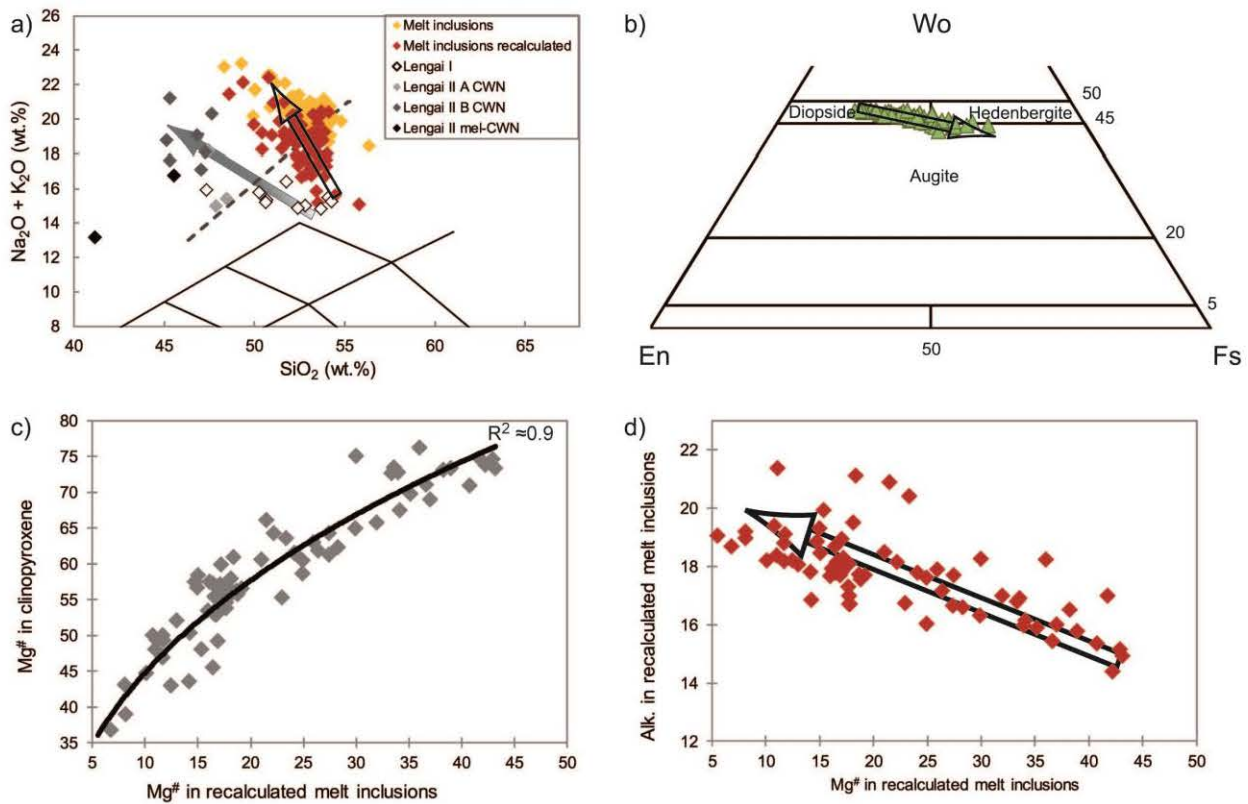 a)
26
24
22
20
18
16
14
12
10
8
Na₂O + K₂O (wt.%)
40 45 50 55 60 65
SiO₂ (wt.%)
Melt inclusions
Melt inclusions recalculated
Lengai I
Lengai II A CWN
Lengai II B CWN
Lengai II mel-CWN
b)
Wo
50
Diopside Hedenbergite
45
Augite
20
5
En 50 Fs
c)
80
75
70
65
60
55
50
45
40
35
Mg# in clinopyroxene
R² ≈0.9
5 10 15 20 25 30 35 40 45 50
Mg# in recalculated melt inclusions
d)
22
20
18
16
14
12
Alk. in recalculated melt inclusions
5 10 15 20 25 30 35 40 45 50
Mg# in recalculated melt inclusions